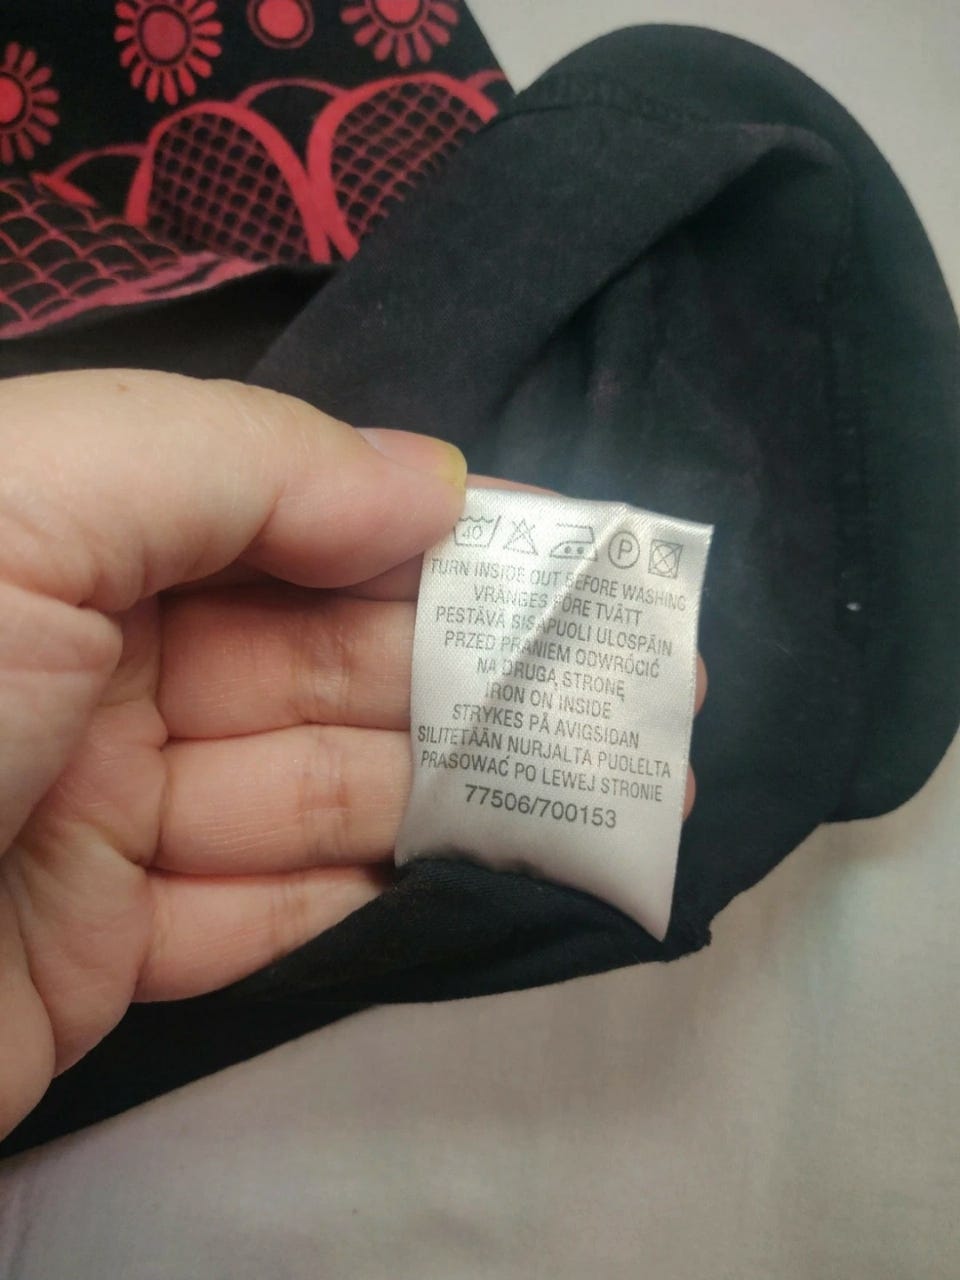 40 P
TURN INSIDE OUT BEFORE WASHING
VRÄNGES FÖRE TVÄTT
PESTÄVÄ SISÄPUOLI ULOSPÄIN
PRZED PRANIEM ODWRÓCIĆ
NA DRUGĄ STRONĘ
IRON ON INSIDE
STRYKES PÅ AVIGSIDAN
SILITETÄÄN NURJALTA PUOLELTA
PRASOWAĆ PO LEWEJ STRONIE
77506/700153